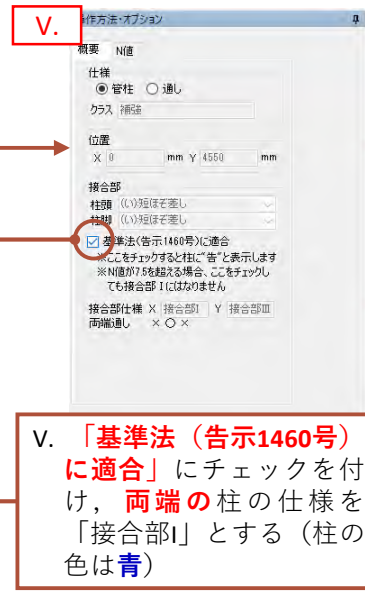 V.
作方法・オプション
概要 N値
仕様
管柱 通し
クラス 補強
位置
X 0 mm Y 4550 mm
接合部
柱頭 (い)短ほぞ差し
柱脚 (い)短ほぞ差し
基準法(告示1460号)に適合
※ここをチェックすると柱に"告"と表示します
※N値が7.5を超える場合、ここをチェックし
ても接合部Ⅰにはなりません
接合部仕様 X 接合部Ⅰ Y 接合部Ⅲ
両端通し × ○ ×
V. 「基準法（告示1460号）
に適合」にチェックを付
け，両端の柱の仕様を
「接合部Ⅰ」とする（柱の
色は青）